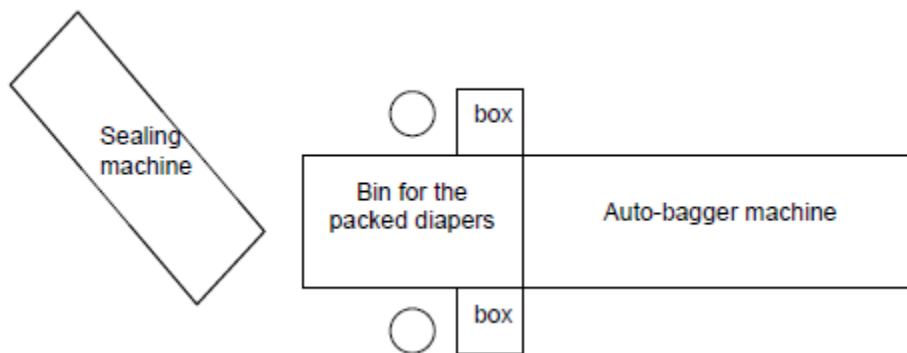 box
Sealing
machine
Bin for the
packed diapers
Auto-bagger machine
box